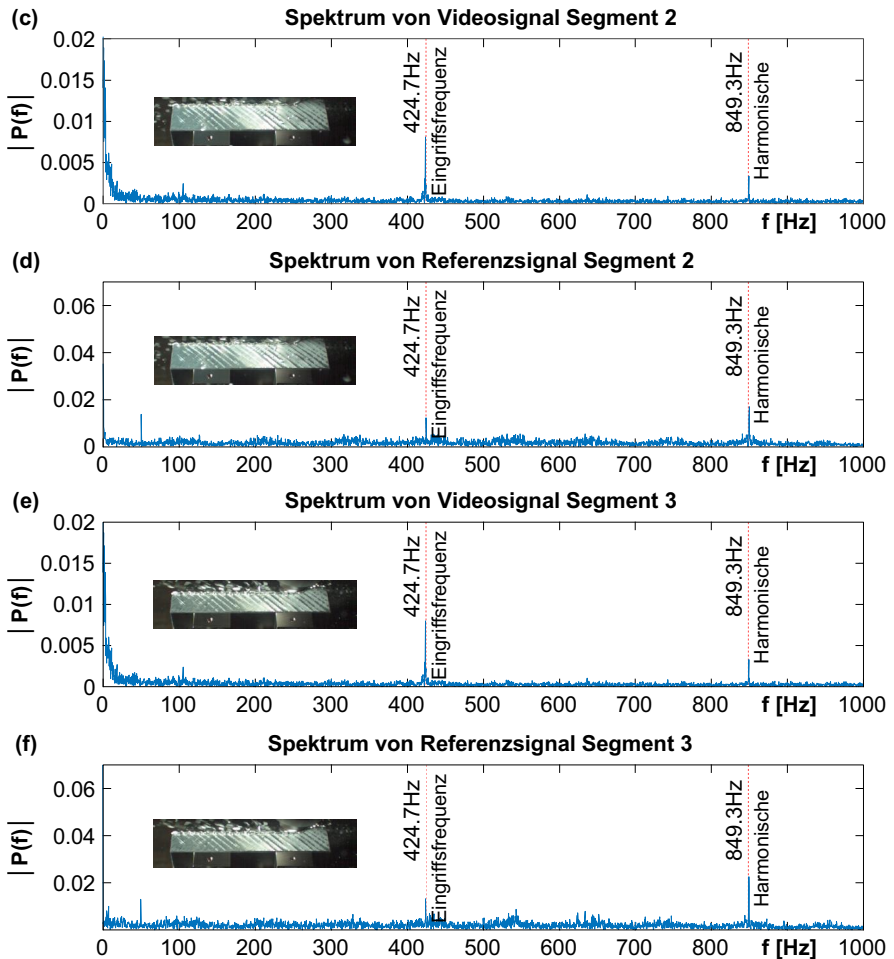 (c)
Spektrum von Videosignal Segment 2
0.02
0.015
0.01
0.005
0
|P(f)|
424.7Hz
Eingriffsfrequenz
849.3Hz
Harmonische
0 100 200 300 400 500 600 700 800 f [Hz] 1000
(d)
Spektrum von Referenzsignal Segment 2
0.06
0.04
0.02
0
|P(f)|
424.7Hz
Eingriffsfrequenz
849.3Hz
Harmonische
0 100 200 300 400 500 600 700 800 f [Hz] 1000
(e)
Spektrum von Videosignal Segment 3
0.02
0.015
0.01
0.005
0
|P(f)|
424.7Hz
Eingriffsfrequenz
849.3Hz
Harmonische
0 100 200 300 400 500 600 700 800 f [Hz] 1000
(f)
Spektrum von Referenzsignal Segment 3
0.06
0.04
0.02
|P(f)|
424.7Hz
Eingriffsfrequenz
849.3Hz
Harmonische
0 100 200 300 400 500 600 700 800 f [Hz] 1000